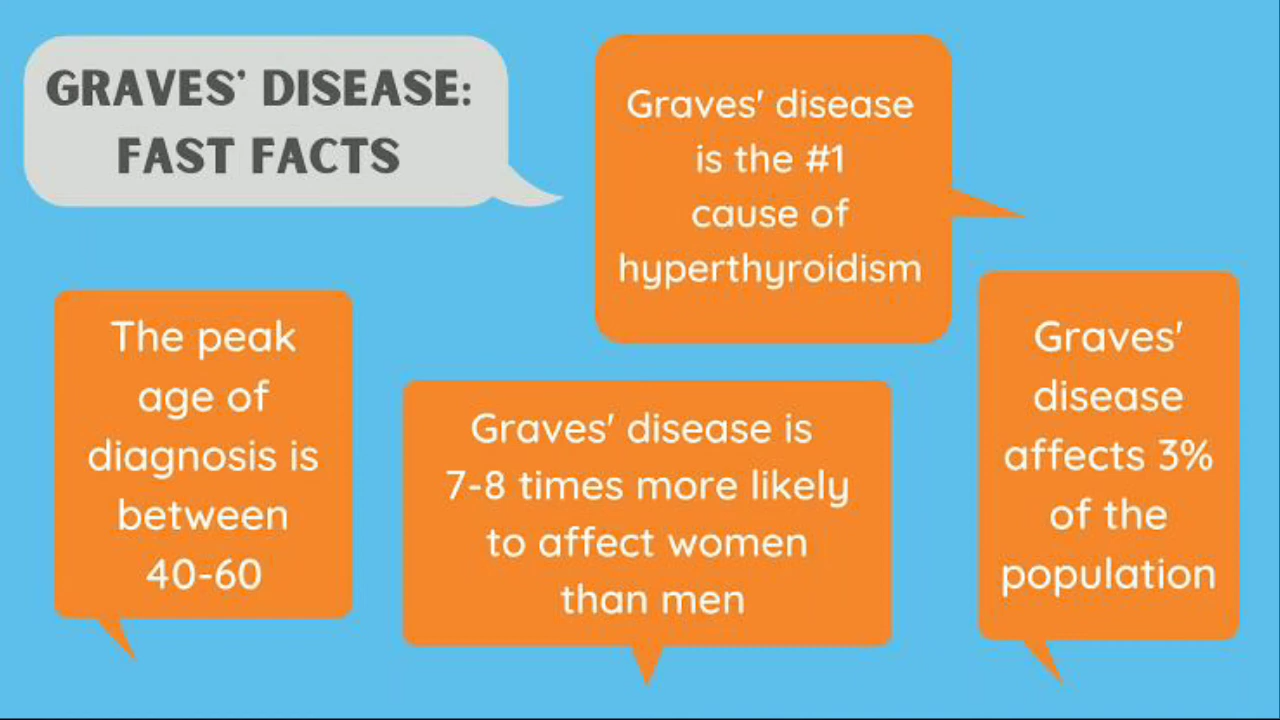 GRAVES' DISEASE:
FAST FACTS
Graves' disease
is the #1
cause of
hyperthyroidism
The peak
age of
diagnosis is
between
40-60
Graves' disease is
7-8 times more likely
to affect women
than men
Graves'
disease
affects 3%
of the
population